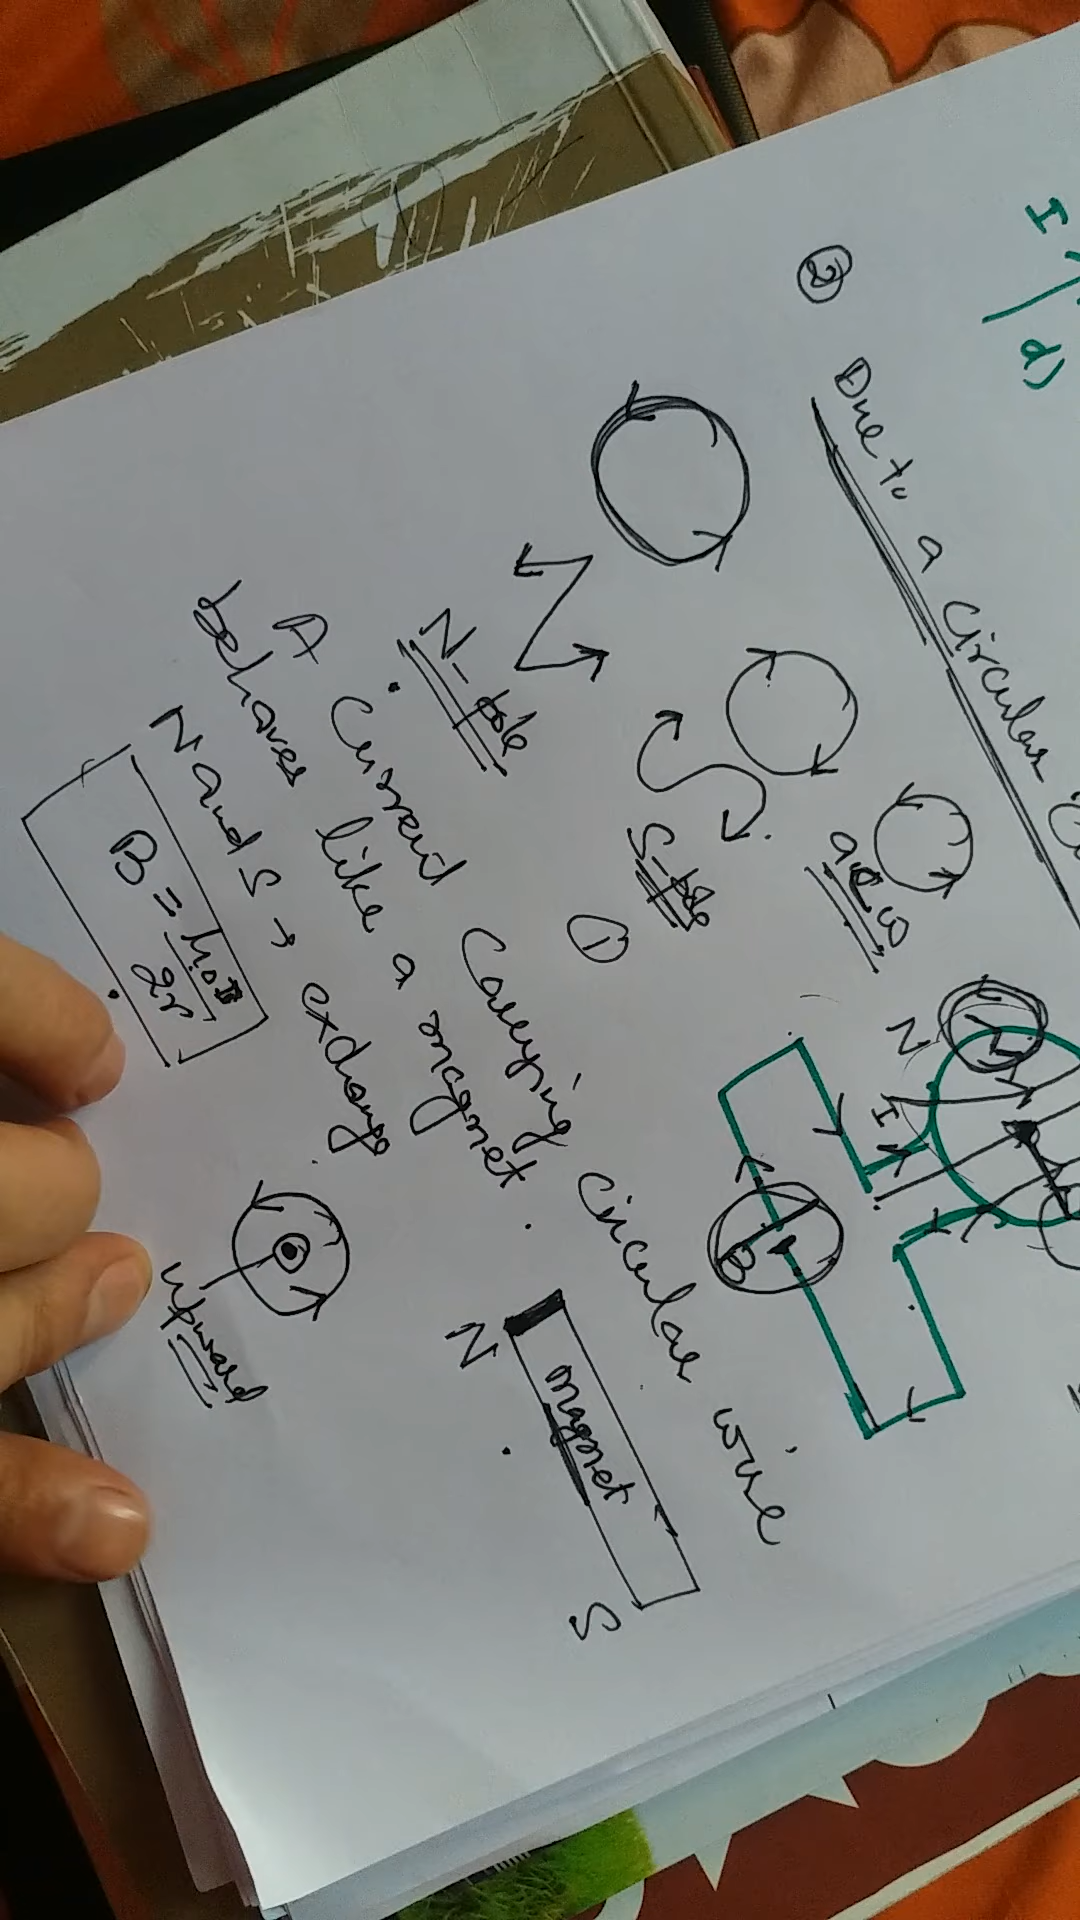 I
d)
② Due to a Circular
N-pole
S-pole
acw
N
I
B
①
A Current Carrying Circular wire
behaves like a magnet.
N and S → exchange
N magnet S
B = μ₀I
2r
upward